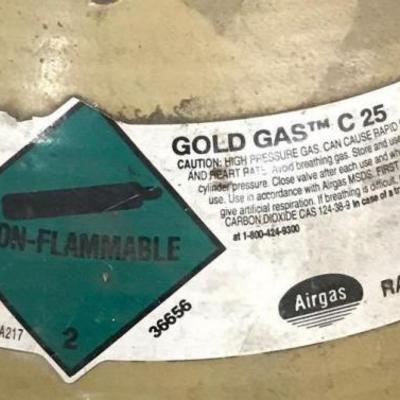 GOLD GAS™ C 25
CAUTION: HIGH PRESSURE GAS. CAN CAUSE RAPID
AND HEART RATE. Avoid breathing gas. Store and use
cylinder pressure. Close valve after each use and
use. Use in accordance with Airgas MSDS. FIRST
give artificial respiration. If breathing is difficult,
CARBON DIOXIDE CAS 124-38-9 In case of a
at 1-800-424-9300
ON-FLAMMABLE
2
36656
A217
Airgas
RA